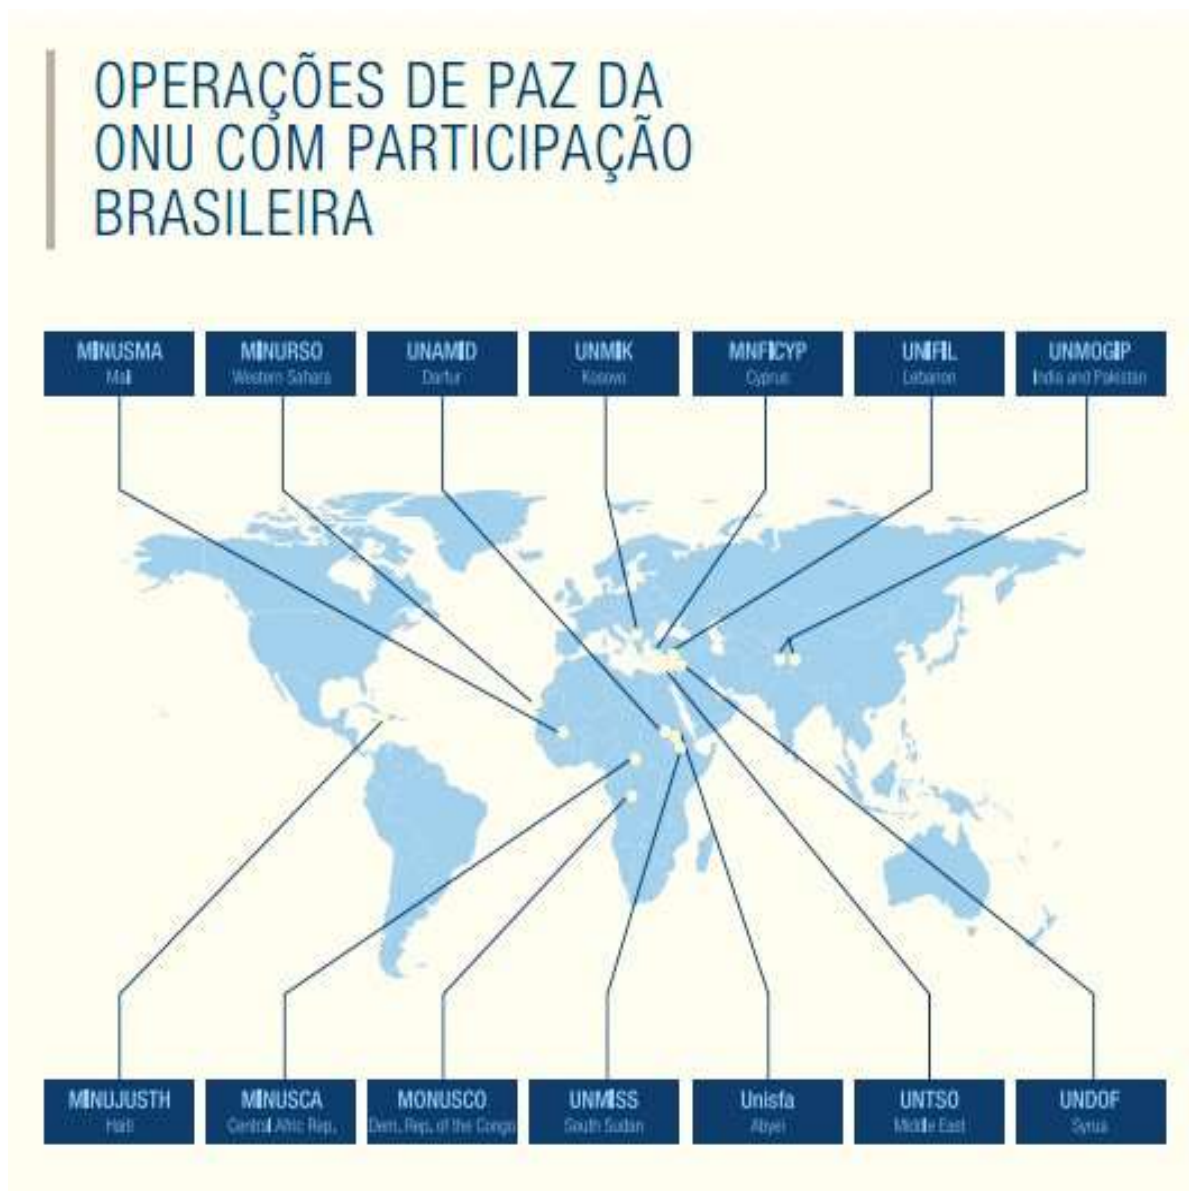 OPERAÇÕES DE PAZ DA
ONU COM PARTICIPAÇÃO
BRASILEIRA
MINUSMA
Mali
MINURSO
Western Sahara
UNAMID
Darfur
UNMIK
Kosovo
MNFICYP
Cyprus
UNIFIL
Lebanon
UNMOGIP
India and Pakistan
MINUJUSTH
Haiti
MINUSCA
Central Afric Rep.
MONUSCO
Dem. Rep. of the Congo
UNMISS
South Sudan
Unisfa
Abyei
UNTSO
Middle East
UNDOF
Syrua